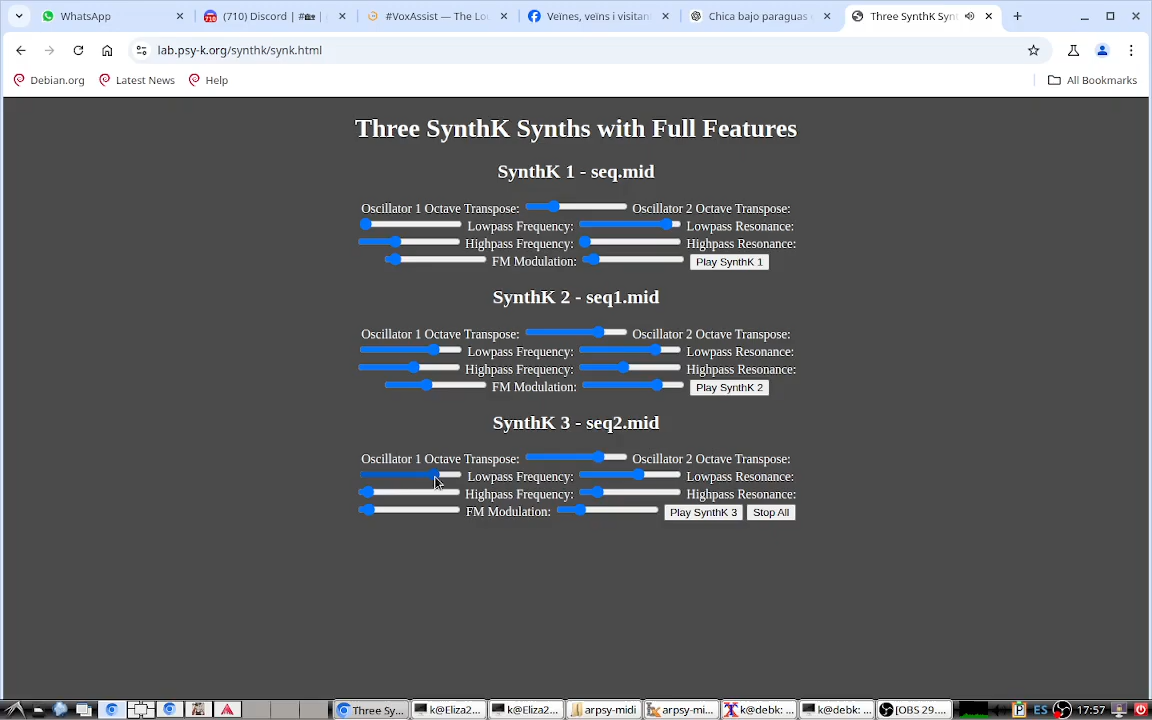 WhatsApp
(710) Discord | #🏡 |
#VoxAssist — The Lou
Veïnes, veïns i visitan
Chica bajo paraguas
Three SynthK Synt
lab.psy-k.org/synthk/synk.html
Debian.org
Latest News
Help
All Bookmarks
Three SynthK Synths with Full Features
SynthK 1 - seq.mid
Oscillator 1 Octave Transpose: Oscillator 2 Octave Transpose:
Lowpass Frequency: Lowpass Resonance:
Highpass Frequency: Highpass Resonance:
FM Modulation: Play SynthK 1
SynthK 2 - seq1.mid
Oscillator 1 Octave Transpose: Oscillator 2 Octave Transpose:
Lowpass Frequency: Lowpass Resonance:
Highpass Frequency: Highpass Resonance:
FM Modulation: Play SynthK 2
SynthK 3 - seq2.mid
Oscillator 1 Octave Transpose: Oscillator 2 Octave Transpose:
Lowpass Frequency: Lowpass Resonance:
Highpass Frequency: Highpass Resonance:
FM Modulation: Play SynthK 3 Stop All
Three Sy...
k@Eliza2...
k@Eliza2...
arpsy-midi
arpsy-mi...
k@debk: ...
k@debk: ...
[OBS 29....
ES
17:57